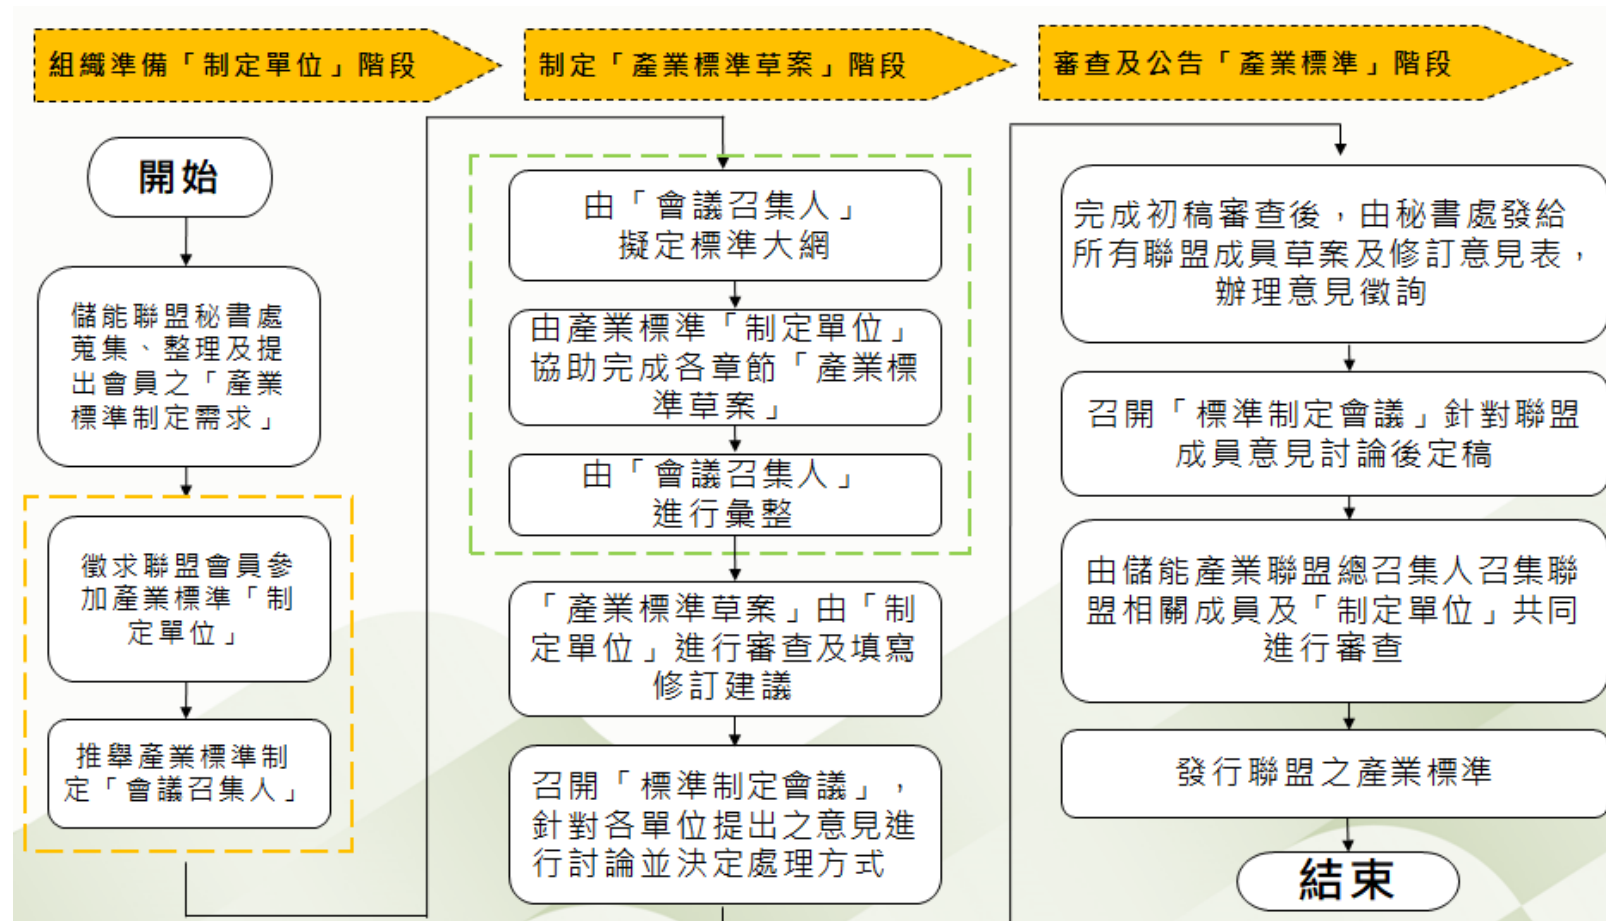 組織準備「制定單位」階段
制定「產業標準草案」階段
審查及公告「產業標準」階段
開始
儲能聯盟秘書處
蒐集、整理及提
出會員之「產業
標準制定需求」
徵求聯盟會員參
加產業標準「制
定單位」
推舉產業標準制
定「會議召集人」
由「會議召集人」
擬定標準大網
由產業標準「制定單位」
協助完成各章節「產業標
準草案」
由「會議召集人」
進行彙整
「產業標準草案」由「制
定單位」進行審查及填寫
修訂建議
召開「標準制定會議」，
針對各單位提出之意見進
行討論並決定處理方式
完成初稿審查後，由秘書處發給
所有聯盟成員草案及修訂意見表，
辦理意見徵詢
召開「標準制定會議」針對聯盟
成員意見討論後定稿
由儲能產業聯盟總召集人召集聯
盟相關成員及「制定單位」共同
進行審查
發行聯盟之產業標準
結束